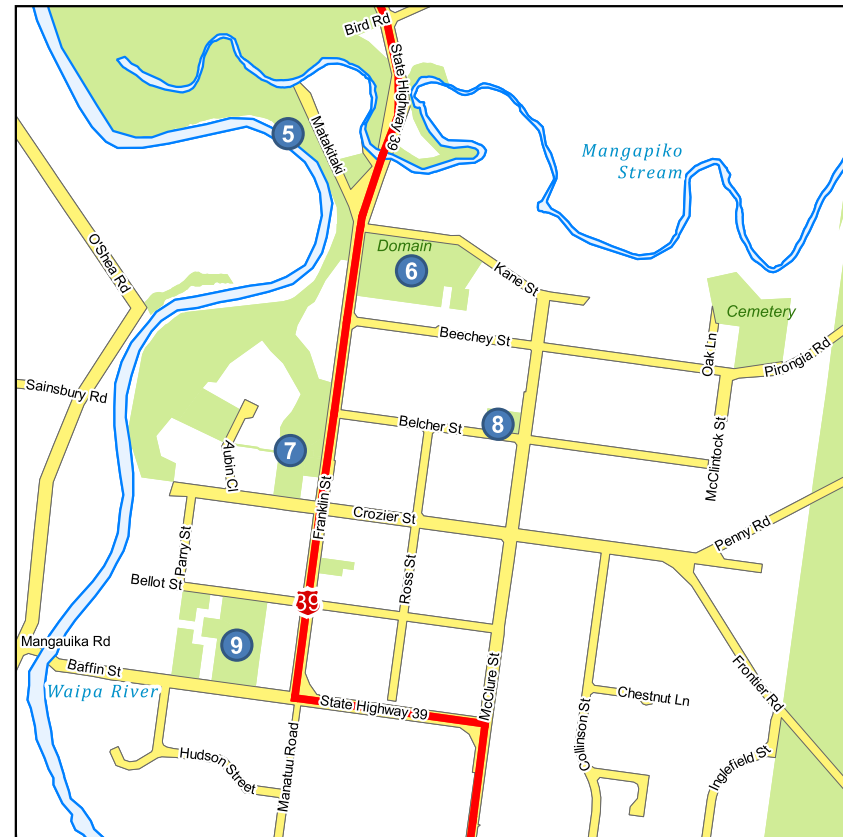 Bird Rd
State Highway 39
5
Matakitaki
Mangapiko
Stream
O'Shea Rd
Domain
6
Kane St
Cemetery
Beechey St
Oak Ln
Pirongia Rd
Sainsbury Rd
Belcher St
8
7
Aubin Cl
McClintock St
Franklin St
Crozier St
Penny Rd
Parry St
Bellot St
Ross St
39
Mangauika Rd
9
Baffin St
Waipa River
State Highway 39
McClure St
Chestnut Ln
Frontier Rd
Collinson St
Hudson Street
Manatuu Road
Inglefield St